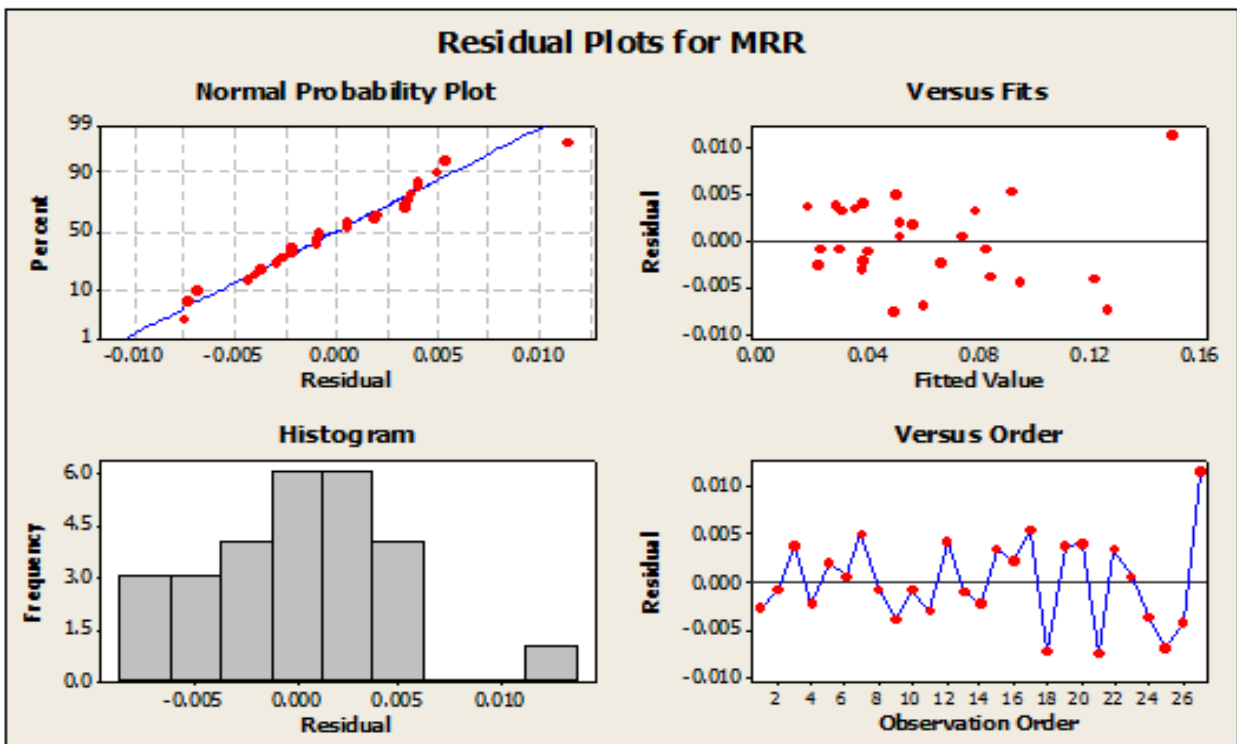 Residual Plots for MRR
Normal Probability Plot
99
90
50
10
1
Percent
-0.010 -0.005 0.000 0.005 0.010
Residual
Versus Fits
0.010
0.005
0.000
-0.005
-0.010
Residual
0.00 0.04 0.08 0.12 0.16
Fitted Value
Histogram
6.0
4.5
3.0
1.5
0.0
Frequency
-0.005 0.000 0.005 0.010
Residual
Versus Order
0.010
0.005
0.000
-0.005
-0.010
Residual
2 4 6 8 10 12 14 16 18 20 22 24 26
Observation Order